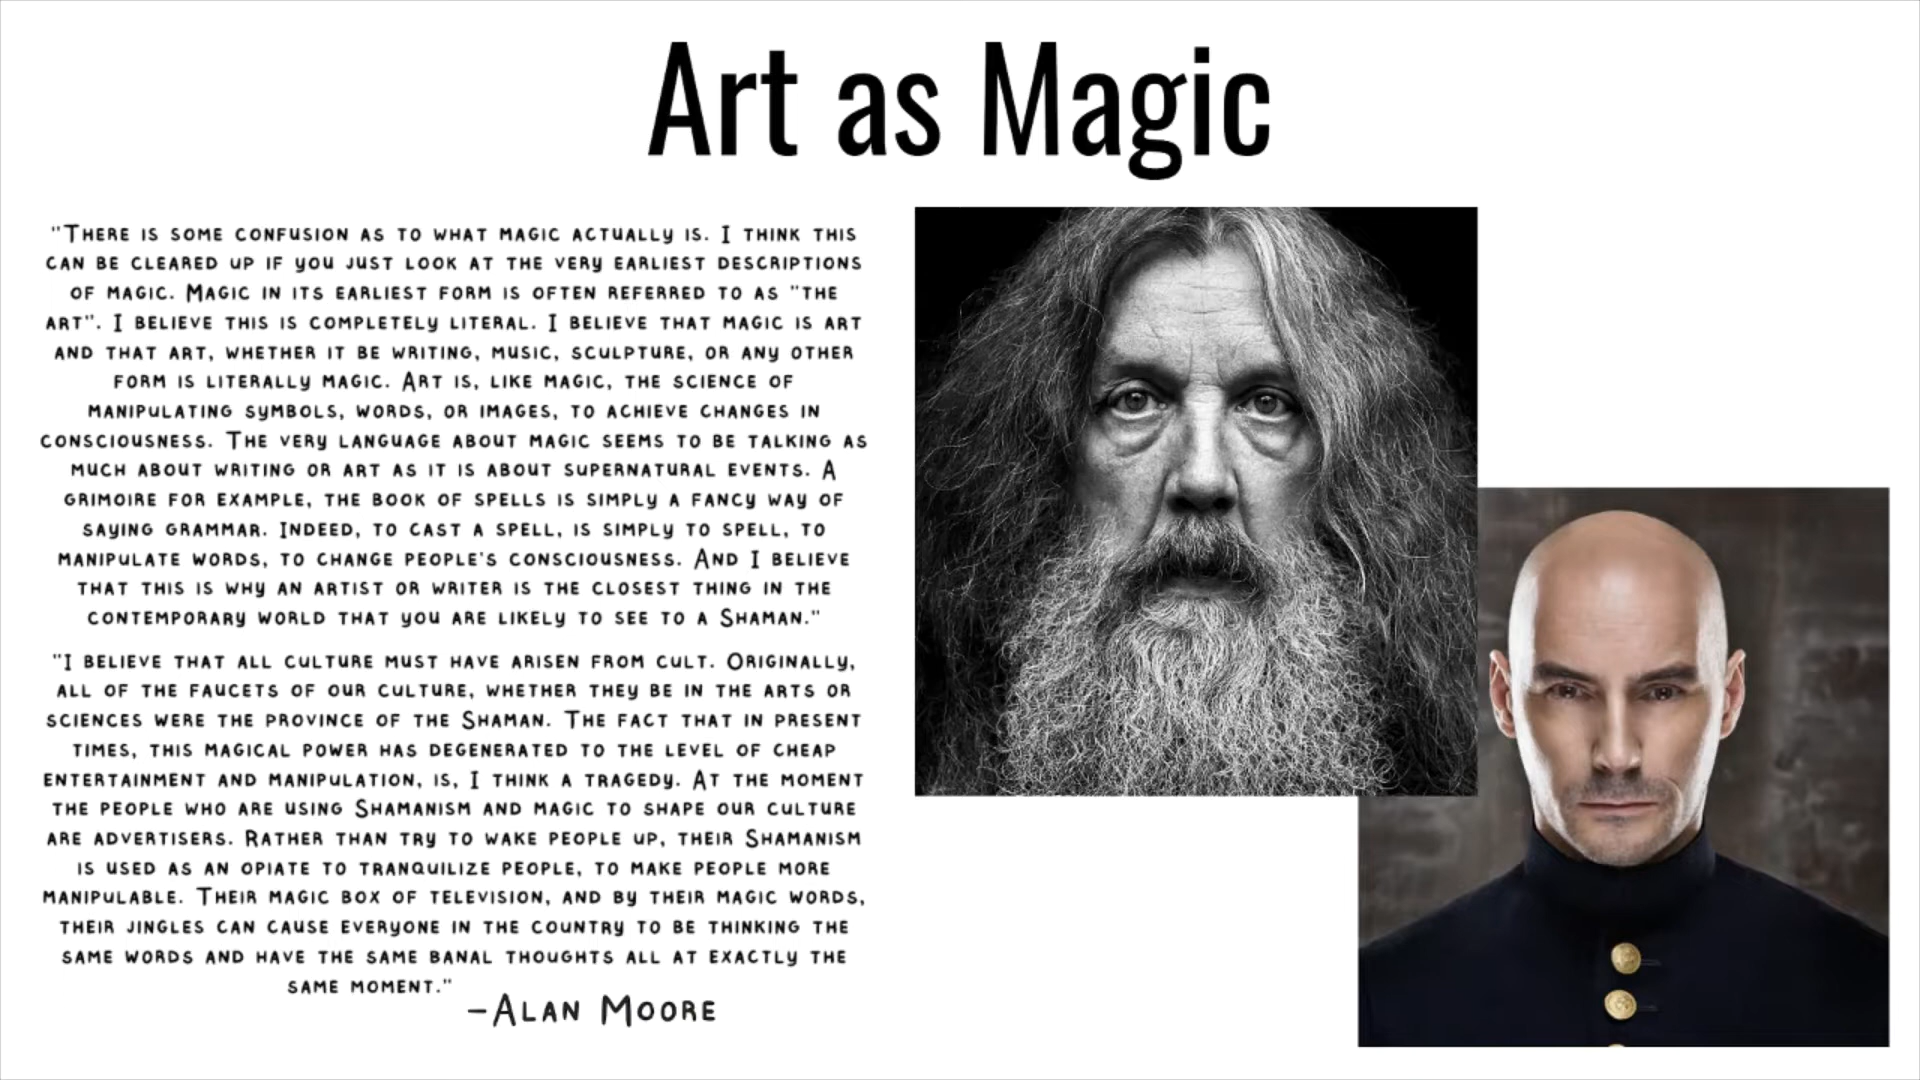 Art as Magic
"There is some confusion as to what magic actually is. I think this
can be cleared up if you just look at the very earliest descriptions
of magic. Magic in its earliest form is often referred to as "the
art". I believe this is completely literal. I believe that magic is art
and that art, whether it be writing, music, sculpture, or any other
form is literally magic. Art is, like magic, the science of
manipulating symbols, words, or images, to achieve changes in
consciousness. The very language about magic seems to be talking as
much about writing or art as it is about supernatural events. A
grimoire for example, the book of spells is simply a fancy way of
saying grammar. Indeed, to cast a spell, is simply to spell, to
manipulate words, to change people's consciousness. And I believe
that this is why an artist or writer is the closest thing in the
contemporary world that you are likely to see to a Shaman."
"I believe that all culture must have arisen from cult. Originally,
all of the faucets of our culture, whether they be in the arts or
sciences were the province of the Shaman. The fact that in present
times, this magical power has degenerated to the level of cheap
entertainment and manipulation, is, I think a tragedy. At the moment
the people who are using Shamanism and magic to shape our culture
are advertisers. Rather than try to wake people up, their Shamanism
is used as an opiate to tranquilize people, to make people more
manipulable. Their magic box of television, and by their magic words,
their jingles can cause everyone in the country to be thinking the
same words and have the same banal thoughts all at exactly the
same moment."
-Alan Moore